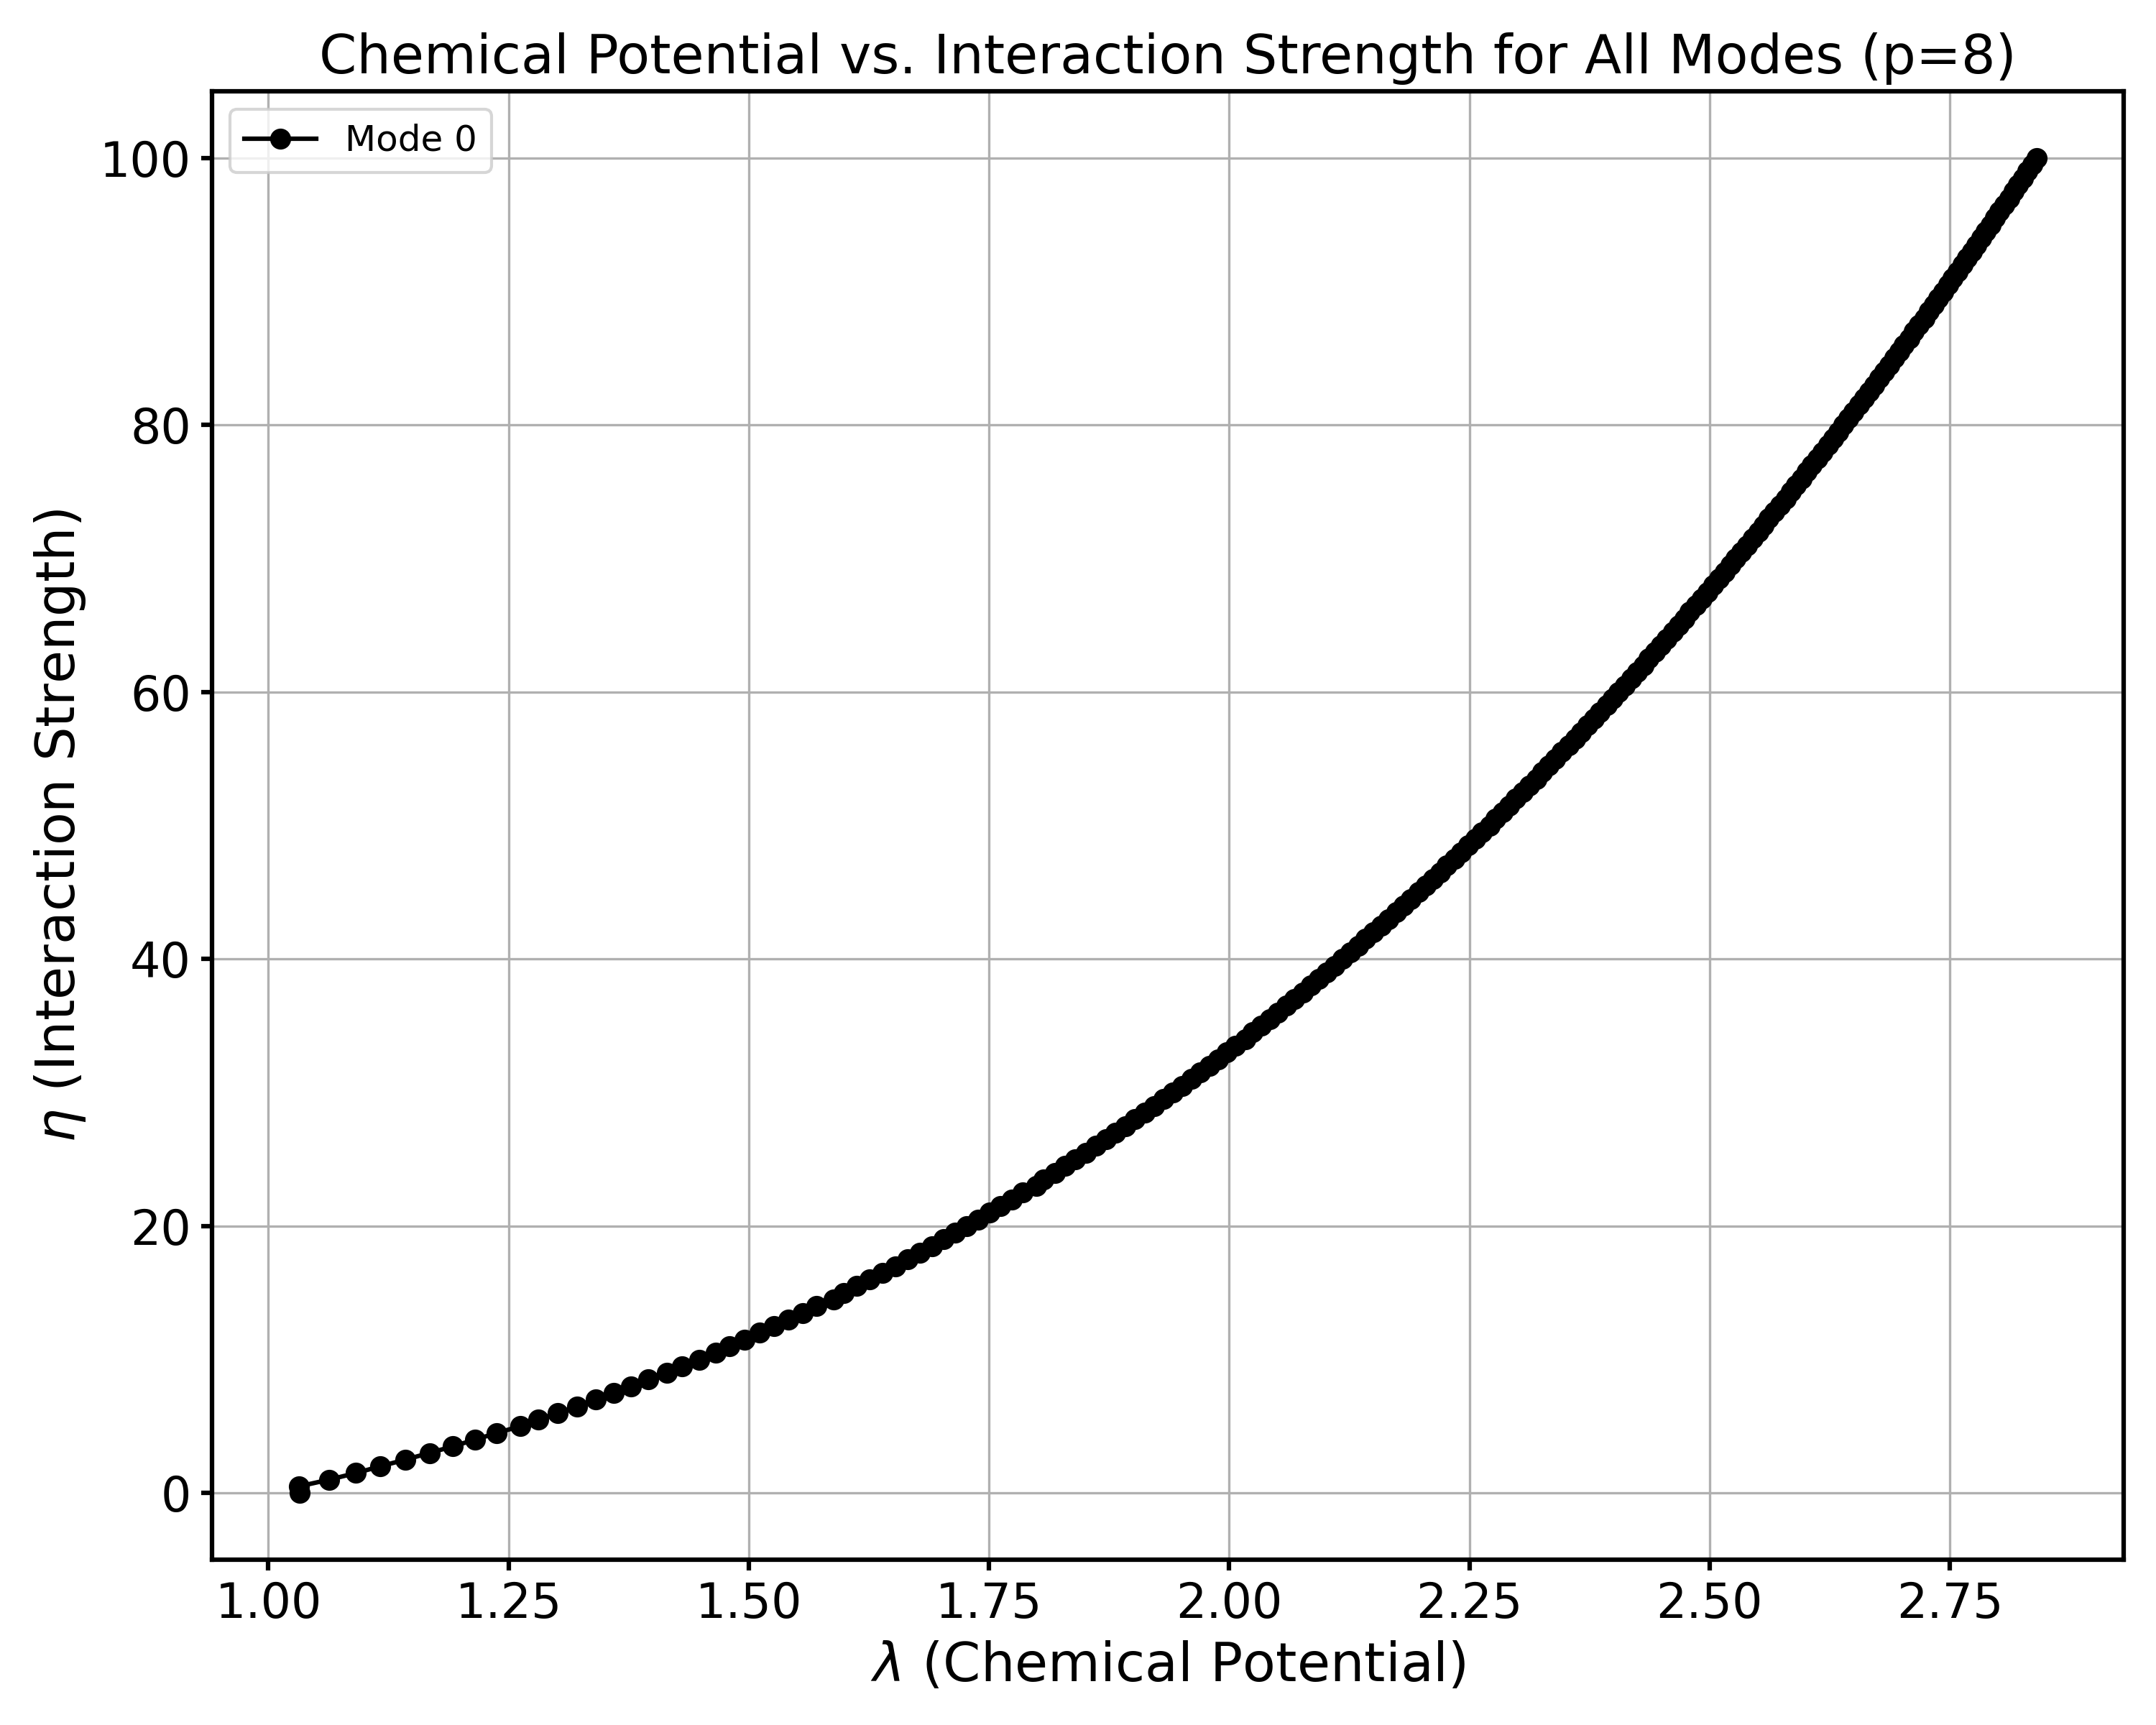 Chemical Potential vs. Interaction Strength for All Modes (p=8)
Mode 0
100
80
60
40
20
0
η (Interaction Strength)
1.00 1.25 1.50 1.75 2.00 2.25 2.50 2.75
λ (Chemical Potential)